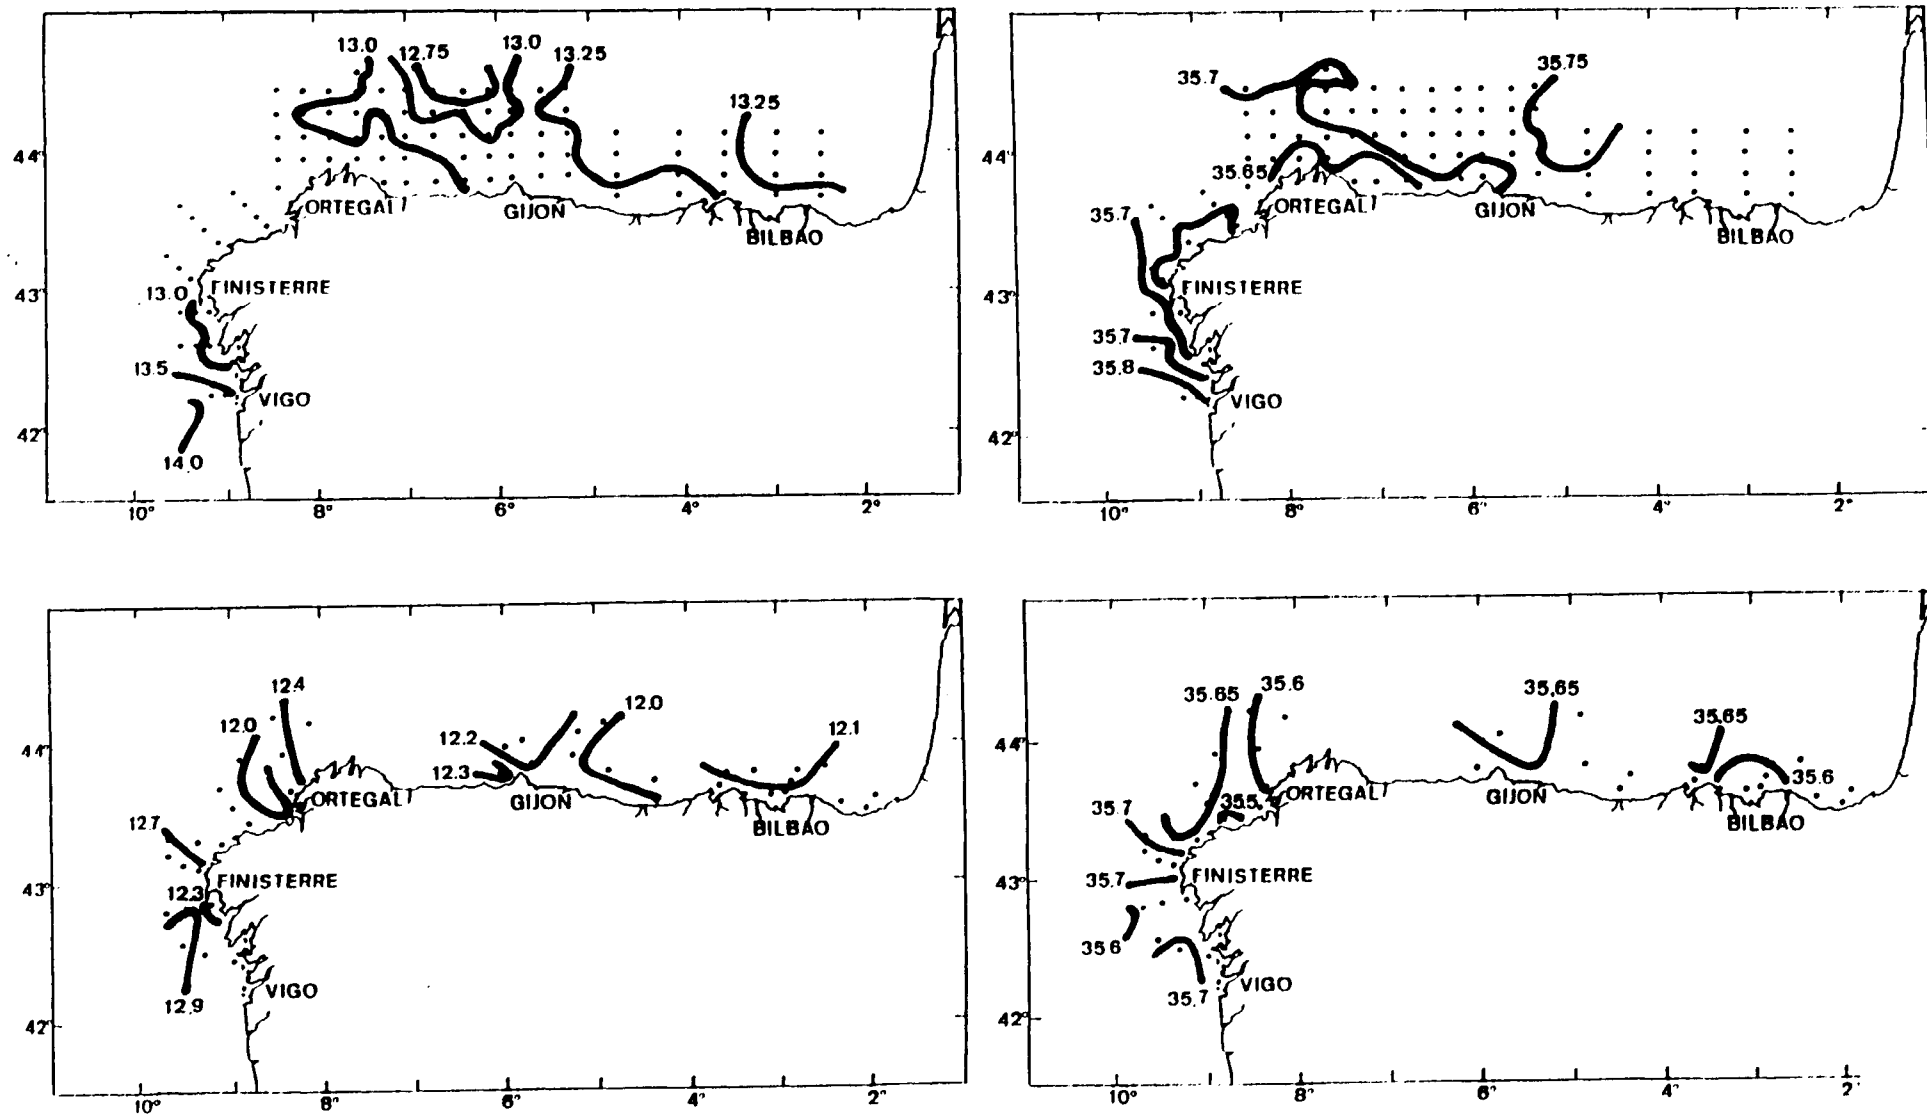 13.0 12.75 13.0 13.25
13.25
44°
ORTEGAL
GIJON
BILBAO
43°
13.0
FINISTERRE
13.5
VIGO
42°
14.0
10° 8° 6° 4° 2°
35.7
35.75
44°
35.65
ORTEGAL
GIJON
BILBAO
35.7
43°
FINISTERRE
35.7
35.8
VIGO
42°
10° 8° 6° 4° 2°
12.4
12.0
12.2
12.0
12.1
44°
12.3
ORTEGAL
GIJON
BILBAO
12.7
43°
FINISTERRE
12.3
VIGO
12.9
42°
10° 8° 6° 4° 2°
35.65 35.6
35.65
35.65
44°
35.6
ORTEGAL
GIJON
BILBAO
35.7
35.5
43°
35.7
FINISTERRE
35.6
35.7
VIGO
42°
10° 8° 6° 4° 2°